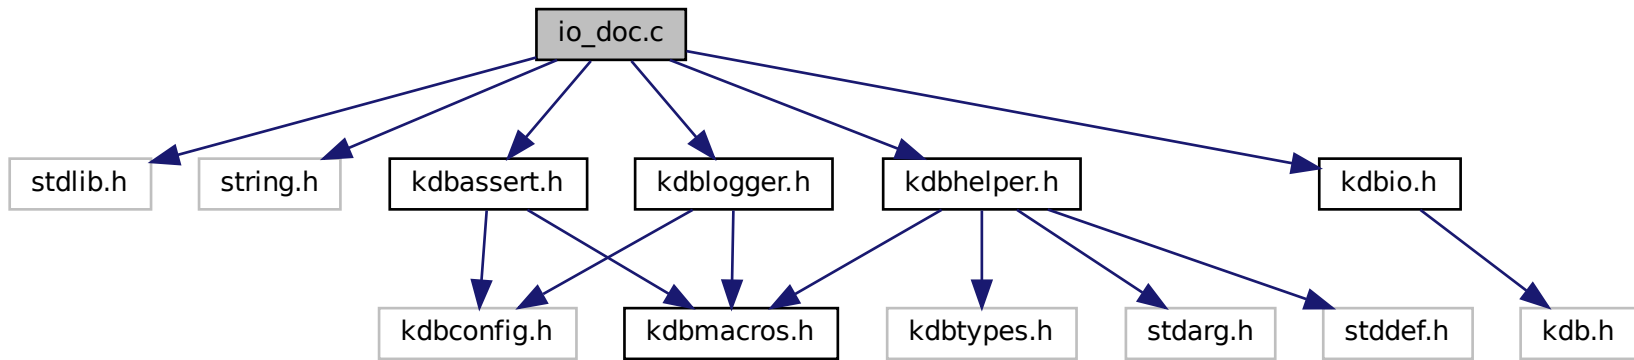 io_doc.c
stdlib.h
string.h
kdbassert.h
kdblogger.h
kdbhelper.h
kdbio.h
kdbconfig.h
kdbmacros.h
kdbtypes.h
stdarg.h
stddef.h
kdb.h